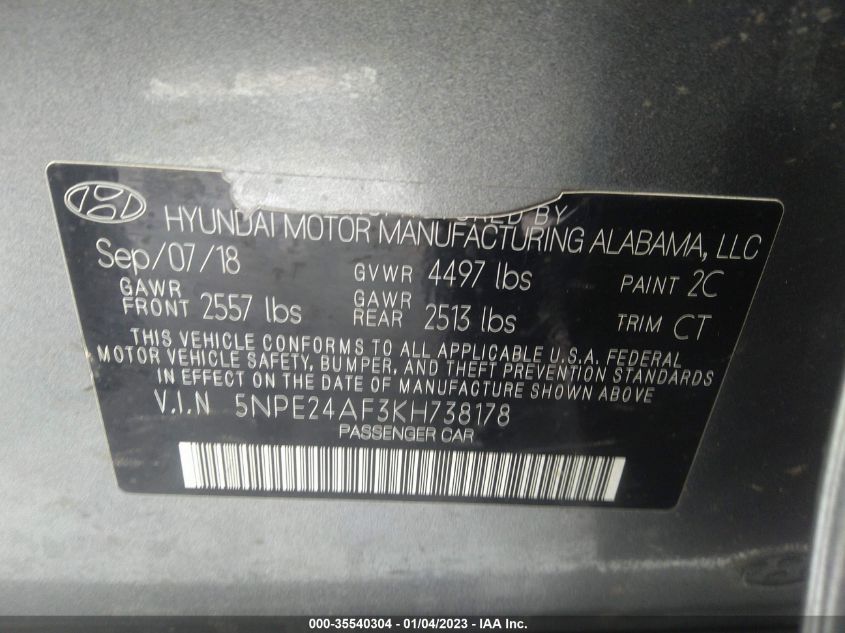 BY
HYUNDAI MOTOR MANUFACTURING ALABAMA, LLC
Sep/07/18 GVWR 4497 lbs PAINT 2C
GAWR FRONT 2557 lbs GAWR REAR 2513 lbs TRIM CT
THIS VEHICLE CONFORMS TO ALL APPLICABLE U.S.A. FEDERAL
MOTOR VEHICLE SAFETY, BUMPER, AND THEFT PREVENTION STANDARDS
IN EFFECT ON THE DATE OF MANUFACTURE SHOWN ABOVE
V.I.N 5NPE24AF3KH738178
PASSENGER CAR
000-35540304 - 01/04/2023 - IAA Inc.